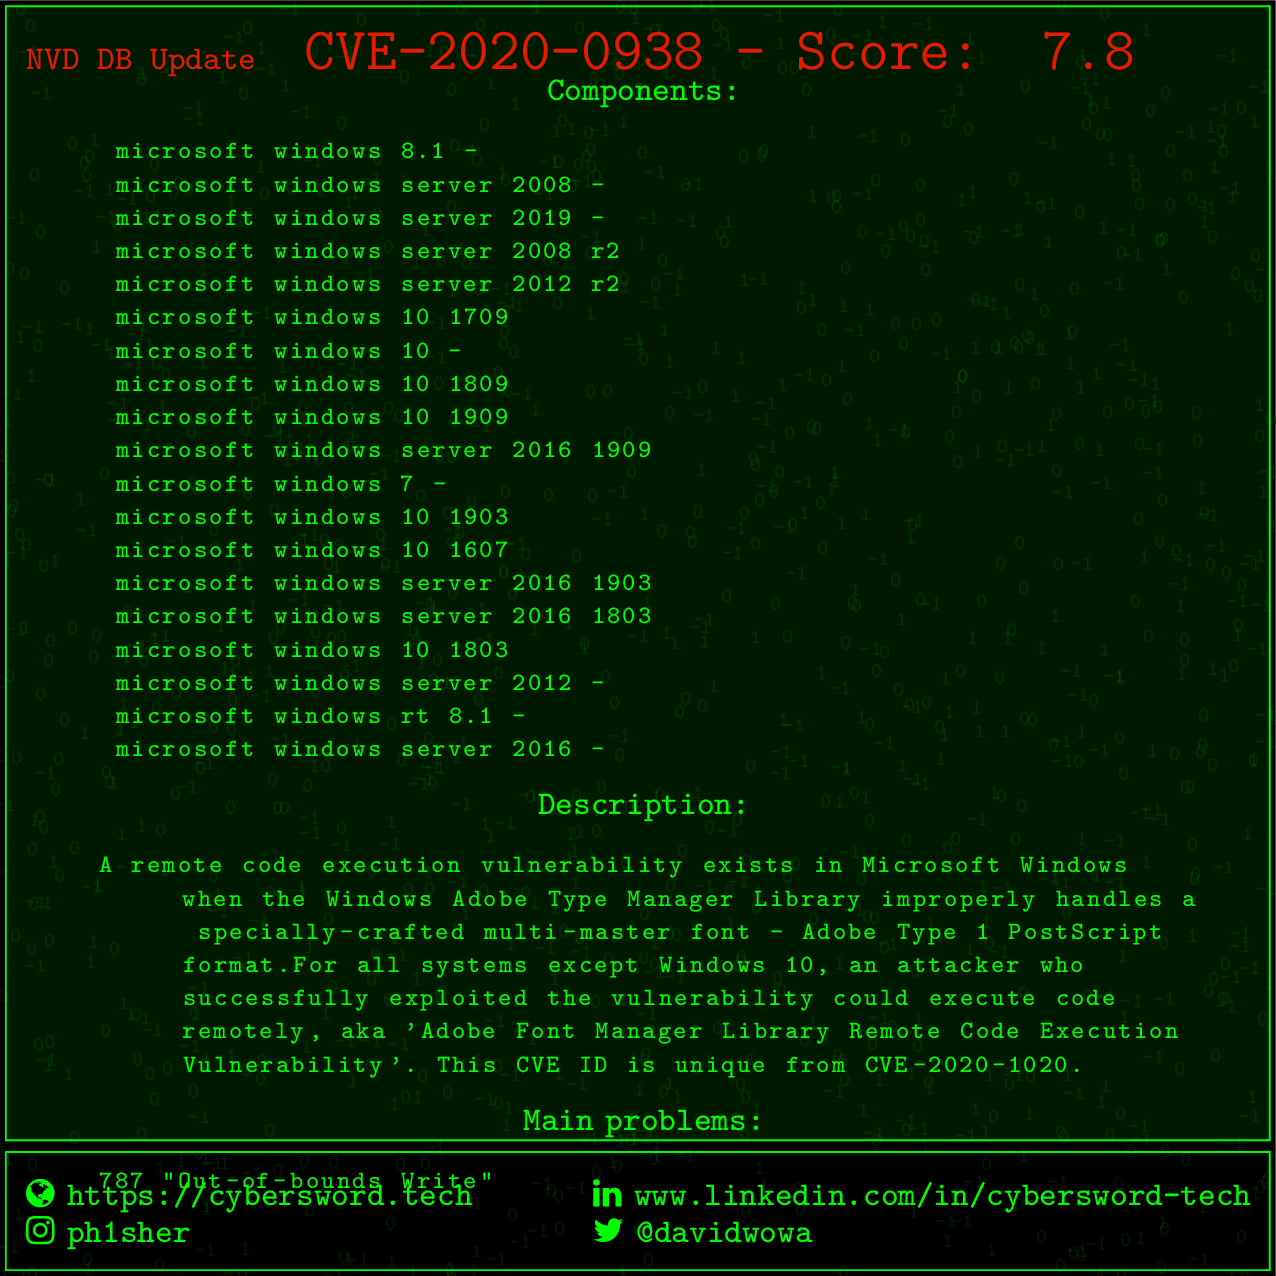 NVD DB Update CVE-2020-0938 - Score: 7.8
Components:
microsoft windows 8.1 -
microsoft windows server 2008 -
microsoft windows server 2019 -
microsoft windows server 2008 r2
microsoft windows server 2012 r2
microsoft windows 10 1709
microsoft windows 10 -
microsoft windows 10 1809
microsoft windows 10 1909
microsoft windows server 2016 1909
microsoft windows 7 -
microsoft windows 10 1903
microsoft windows 10 1607
microsoft windows server 2016 1903
microsoft windows server 2016 1803
microsoft windows 10 1803
microsoft windows server 2012 -
microsoft windows rt 8.1 -
microsoft windows server 2016 -
Description:
A remote code execution vulnerability exists in Microsoft Windows
when the Windows Adobe Type Manager Library improperly handles a
specially-crafted multi-master font - Adobe Type 1 PostScript
format.For all systems except Windows 10, an attacker who
successfully exploited the vulnerability could execute code
remotely, aka 'Adobe Font Manager Library Remote Code Execution
Vulnerability'. This CVE ID is unique from CVE-2020-1020.
Main problems:
787 "Out-of-bounds Write"
https://cybersword.tech www.linkedin.com/in/cybersword-tech
ph1sher @davidwowa